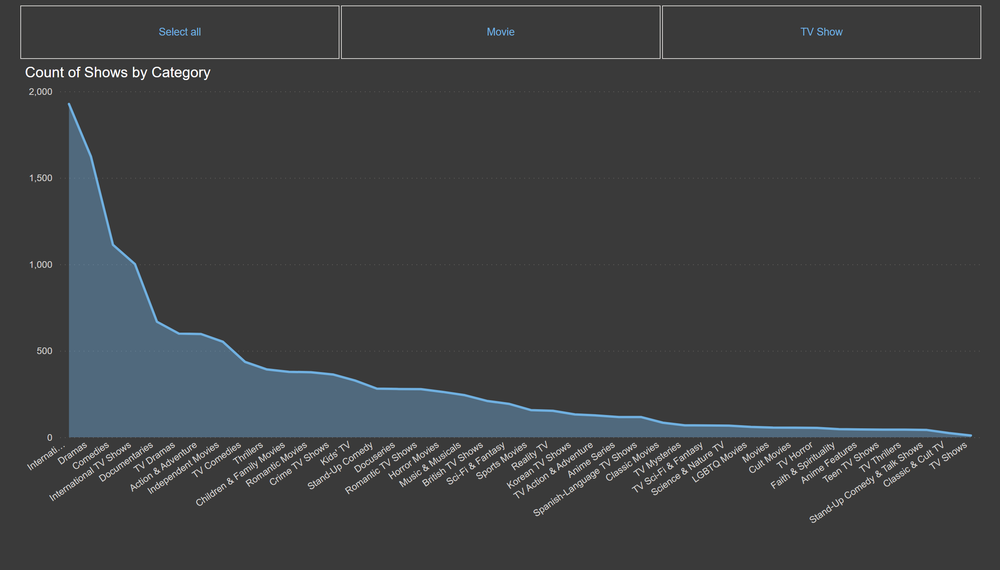 Select all
Movie
TV Show
Count of Shows by Category
2,000
1,500
1,000
500
0
Internati...
Dramas
Comedies
International TV Shows
Documentaries
TV Dramas
Action & Adventure
Independent Movies
TV Comedies
Thrillers
Children & Family Movies
Romantic Movies
Crime TV Shows
Kids' TV
Stand-Up Comedy
Docuseries
Romantic TV Shows
Horror Movies
Music & Musicals
British TV Shows
Sci-Fi & Fantasy
Sports Movies
Reality TV
Korean TV Shows
TV Action & Adventure
Anime Series
Spanish-Language TV Shows
Classic Movies
TV Mysteries
TV Sci-Fi & Fantasy
Science & Nature TV
LGBTQ Movies
Movies
Cult Movies
TV Horror
Faith & Spirituality
Anime Features
Teen TV Shows
TV Thrillers
Stand-Up Comedy & Talk Shows
Classic & Cult TV
TV Shows